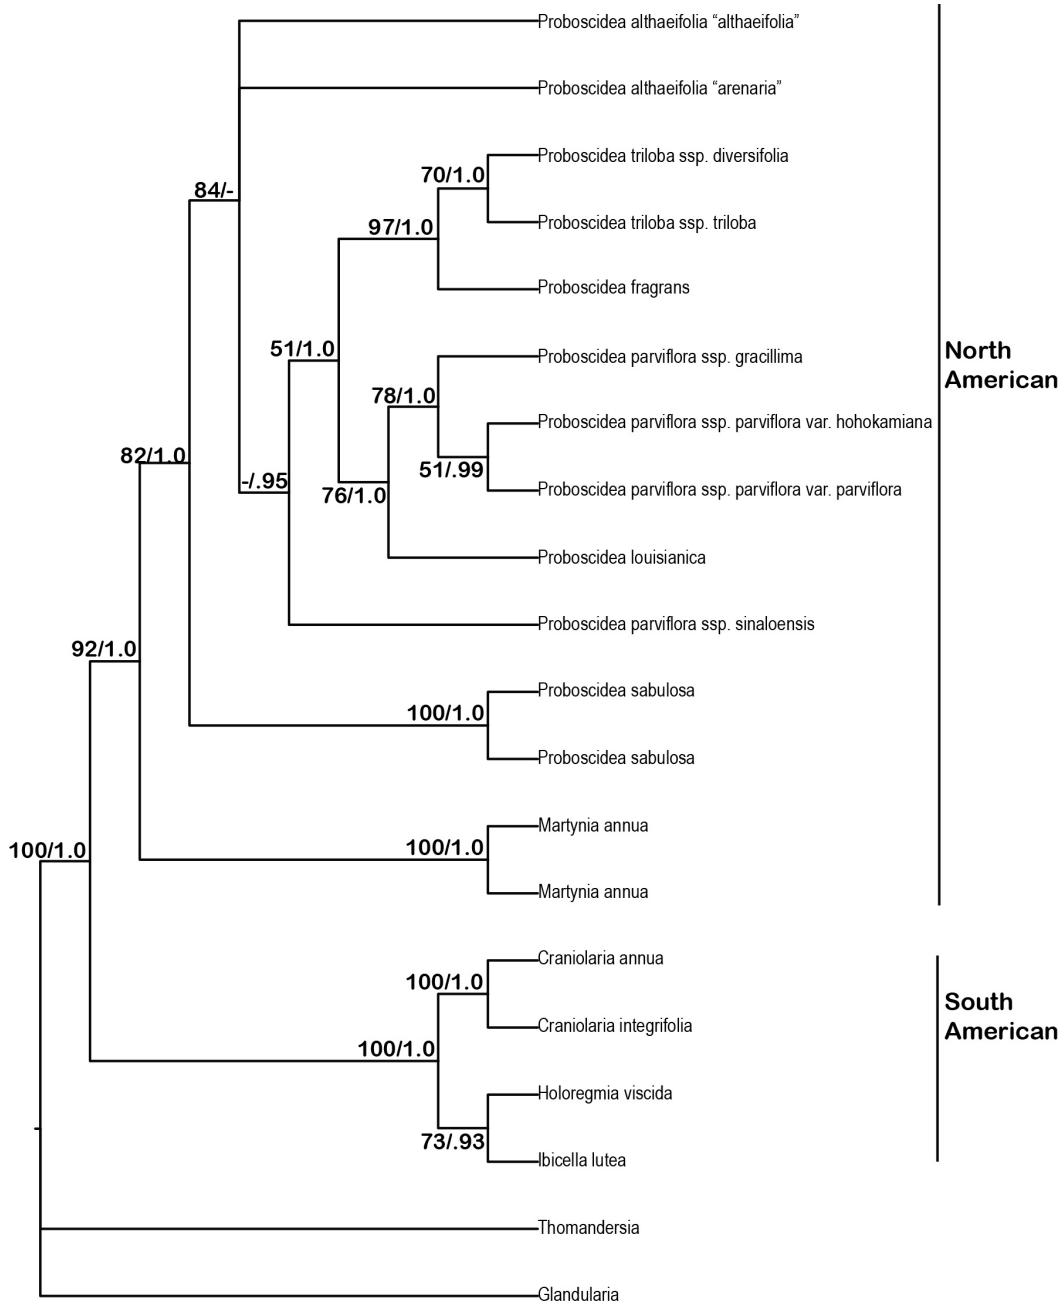 Proboscidea althaeifolia “althaeifolia”
Proboscidea althaeifolia “arenaria”
Proboscidea triloba ssp. diversifolia
70/1.0
84/-
Proboscidea triloba ssp. triloba
97/1.0
Proboscidea fragrans
51/1.0
North
American
Proboscidea parviflora ssp. gracillima
78/1.0
Proboscidea parviflora ssp. parviflora var. hohokamiana
82/1.0
51/.99
-/.95
76/1.0
Proboscidea parviflora ssp. parviflora var. parviflora
Proboscidea louisianica
Proboscidea parviflora ssp. sinaloensis
92/1.0
Proboscidea sabulosa
100/1.0
Proboscidea sabulosa
Martynia annua
100/1.0
100/1.0
Martynia annua
Craniolaria annua
100/1.0
South
American
Craniolaria integrifolia
100/1.0
Holoregmia viscida
73/.93
Ibicella lutea
Thomandersia
Glandularia